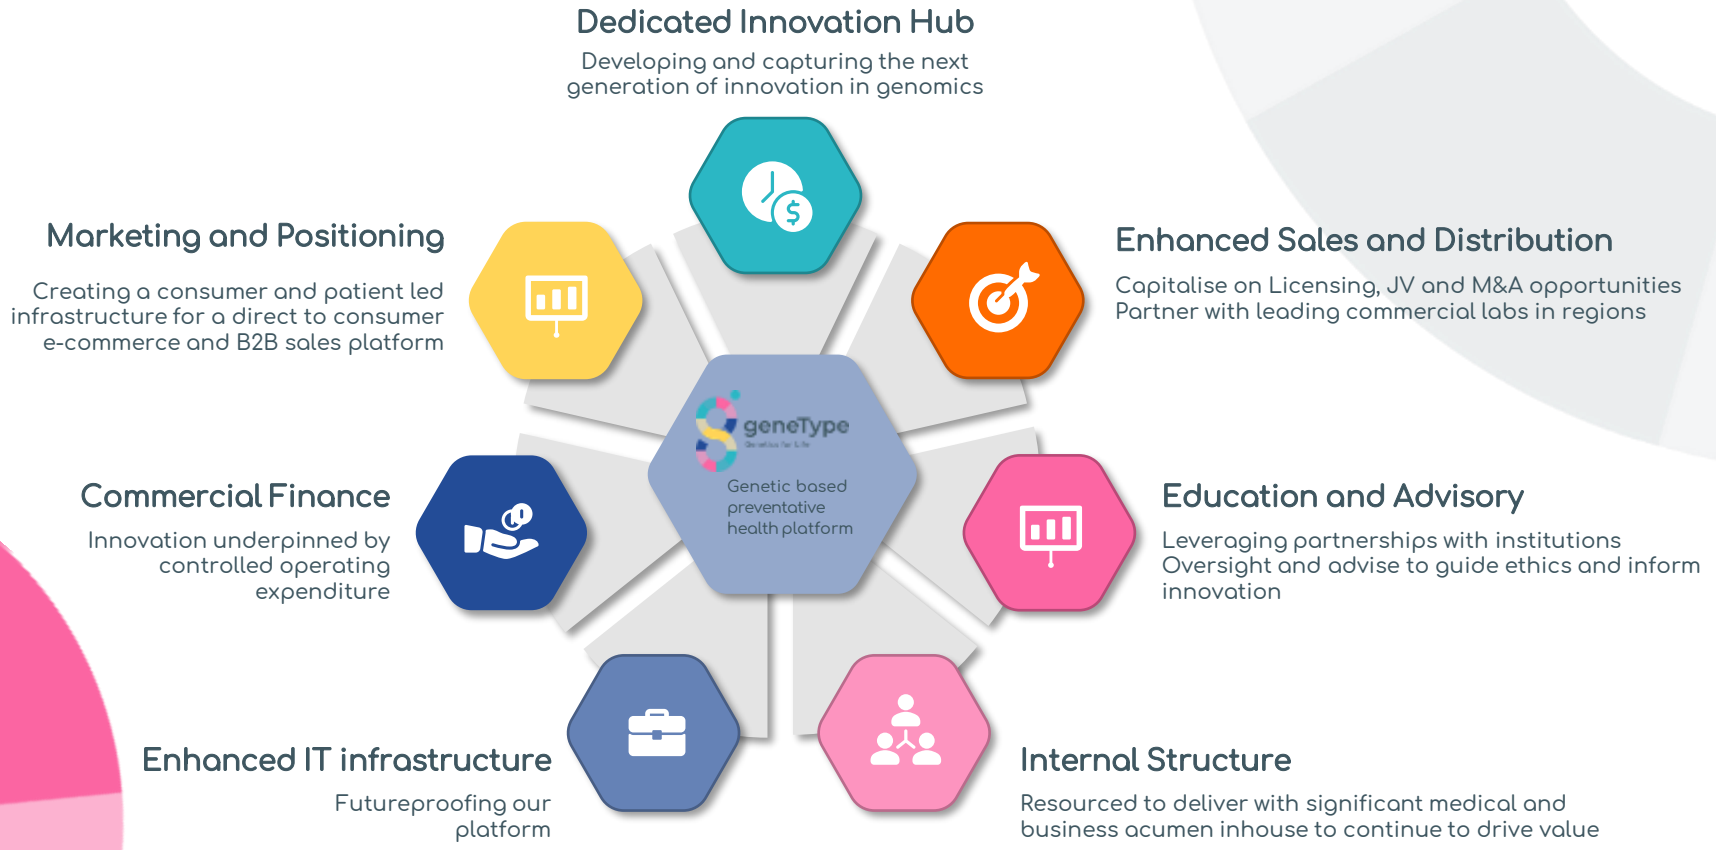 Dedicated Innovation Hub
Developing and capturing the next
generation of innovation in genomics
Marketing and Positioning
Creating a consumer and patient led
infrastructure for a direct to consumer
e-commerce and B2B sales platform
Enhanced Sales and Distribution
Capitalise on Licensing, JV and M&A opportunities
Partner with leading commercial labs in regions
geneType
Genetics for Life
Genetic based
preventative
health platform
Commercial Finance
Innovation underpinned by
controlled operating
expenditure
Education and Advisory
Leveraging partnerships with institutions
Oversight and advise to guide ethics and inform
innovation
Enhanced IT infrastructure
Futureproofing our
platform
Internal Structure
Resourced to deliver with significant medical and
business acumen inhouse to continue to drive value
$